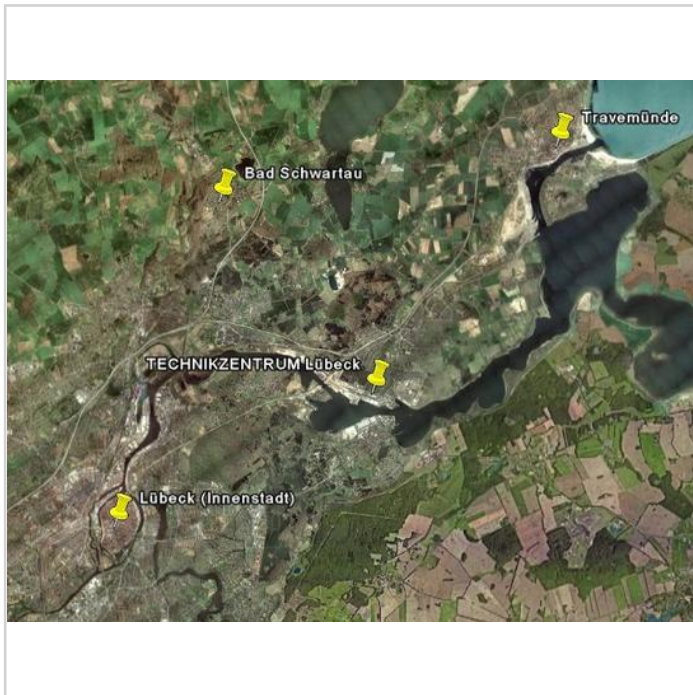 Travemünde
Bad Schwartau
TECHNIKZENTRUM Lübeck
Lübeck (Innenstadt)